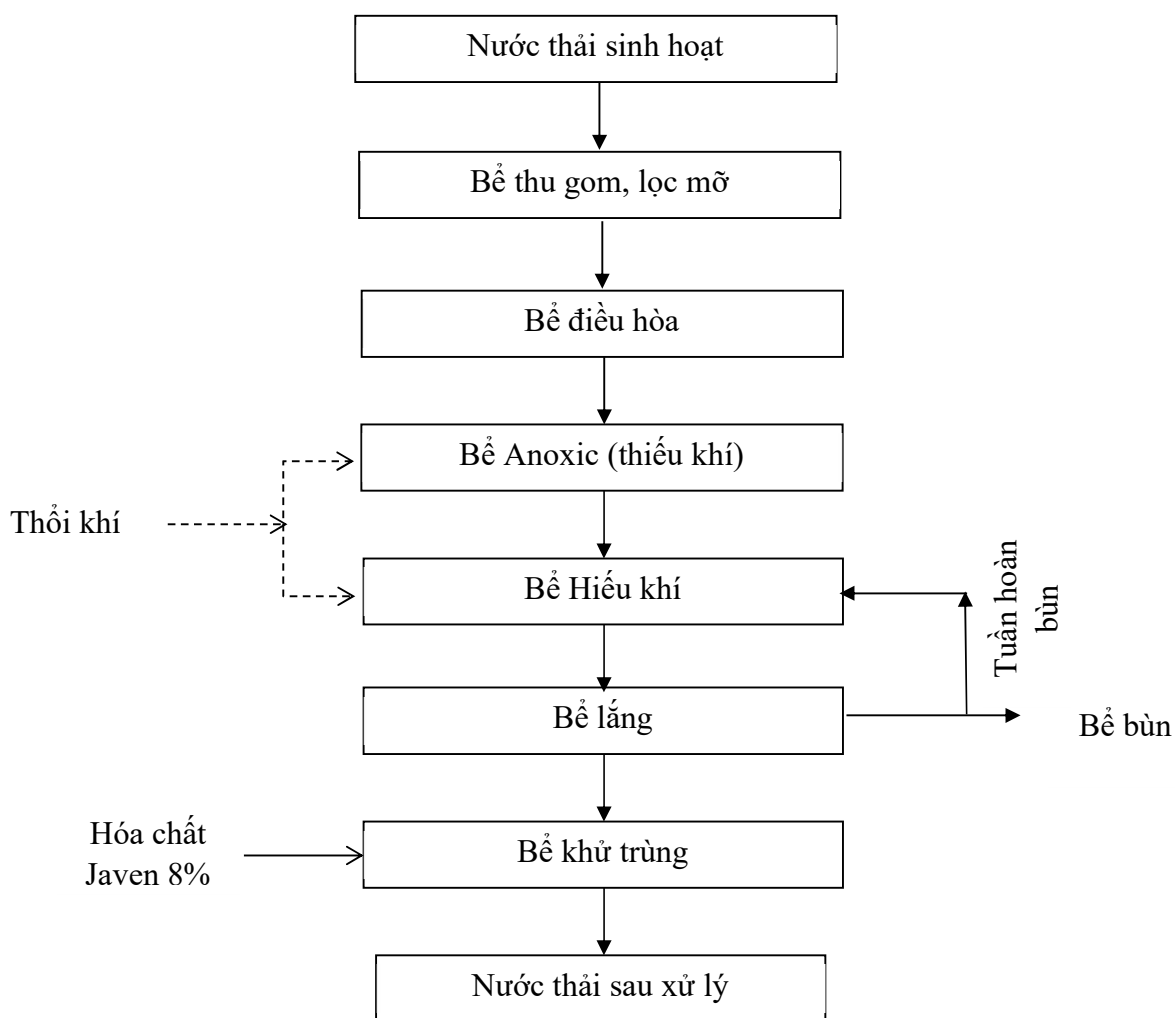 Nước thải sinh hoạt
Bể thu gom, lọc mỡ
Bể điều hòa
Bể Anoxic (thiếu khí)
Thổi khí
Bể Hiếu khí
Tuần hoàn
bùn
Bể lắng
Bể bùn
Hóa chất
Javen 8%
Bể khử trùng
Nước thải sau xử lý